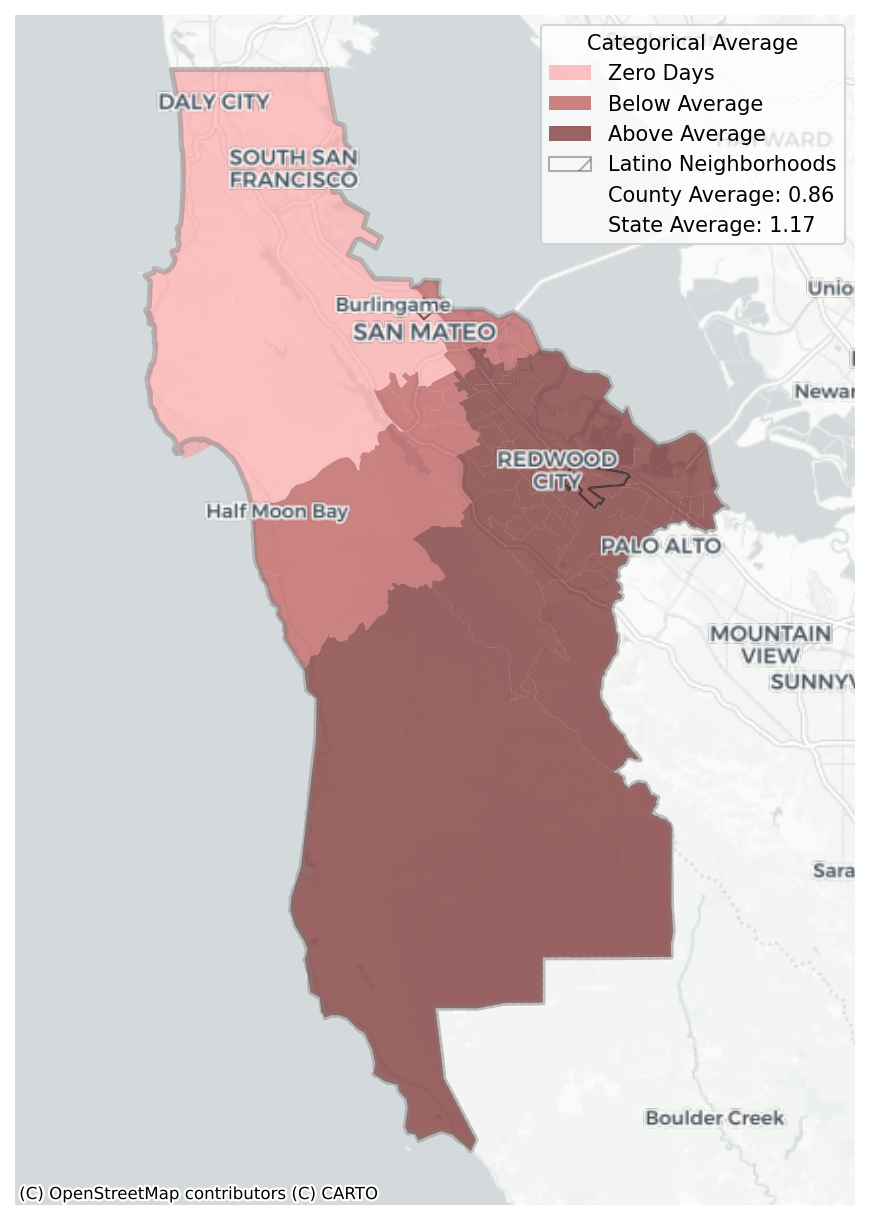 Categorical Average
Zero Days
Below Average
Above Average
Latino Neighborhoods
County Average: 0.86
State Average: 1.17
HAYWARD
DALY CITY
SOUTH SAN
FRANCISCO
Unio
Burlingame
SAN MATEO
Newar
REDWOOD
CITY
Half Moon Bay
PALO ALTO
MOUNTAIN
VIEW
SUNNYV
Sara
Boulder Creek
(C) OpenStreetMap contributors (C) CARTO